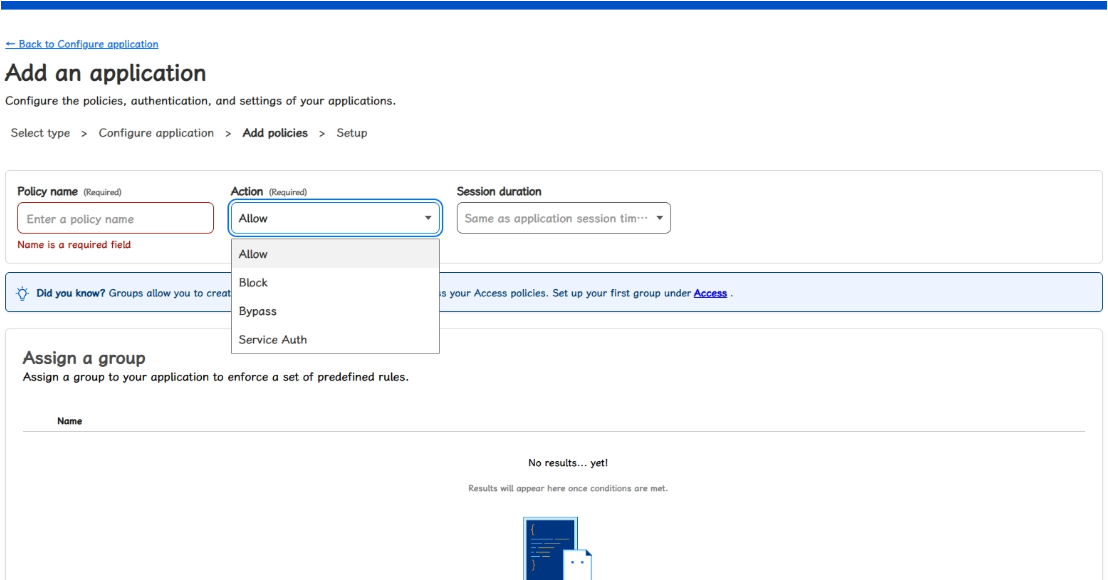 ← Back to Configure application
Add an application
Configure the policies, authentication, and settings of your applications.
Select type > Configure application > Add policies > Setup
Policy name (Required) Action (Required) Session duration
Enter a policy name Allow Same as application session tim···
Name is a required field
Allow
Block
Bypass
Service Auth
Did you know? Groups allow you to creat s your Access policies. Set up your first group under Access .
Assign a group
Assign a group to your application to enforce a set of predefined rules.
Name
No results... yet!
Results will appear here once conditions are met.